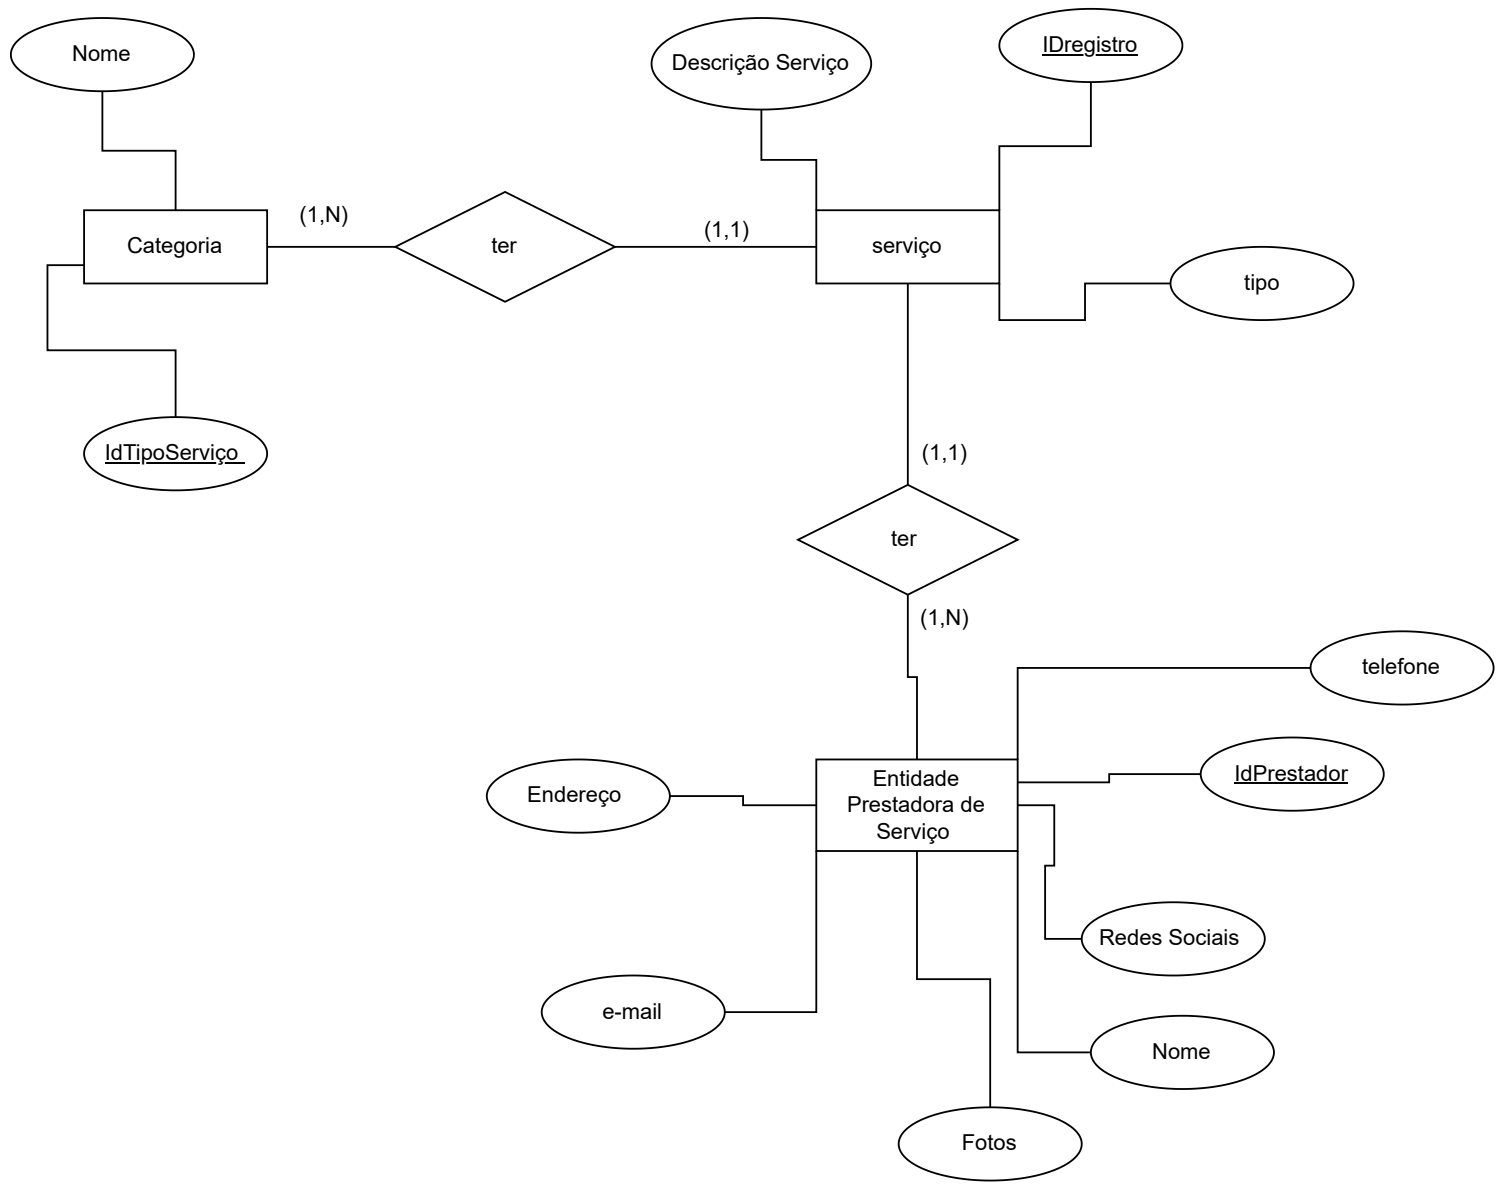 Nome
Descrição Serviço
IDregistro
(1,N)
(1,1)
Categoria
ter
serviço
tipo
IdTipoServiço
(1,1)
ter
(1,N)
telefone
Entidade
Prestadora de
Serviço
IdPrestador
Endereço
Redes Sociais
e-mail
Nome
Fotos